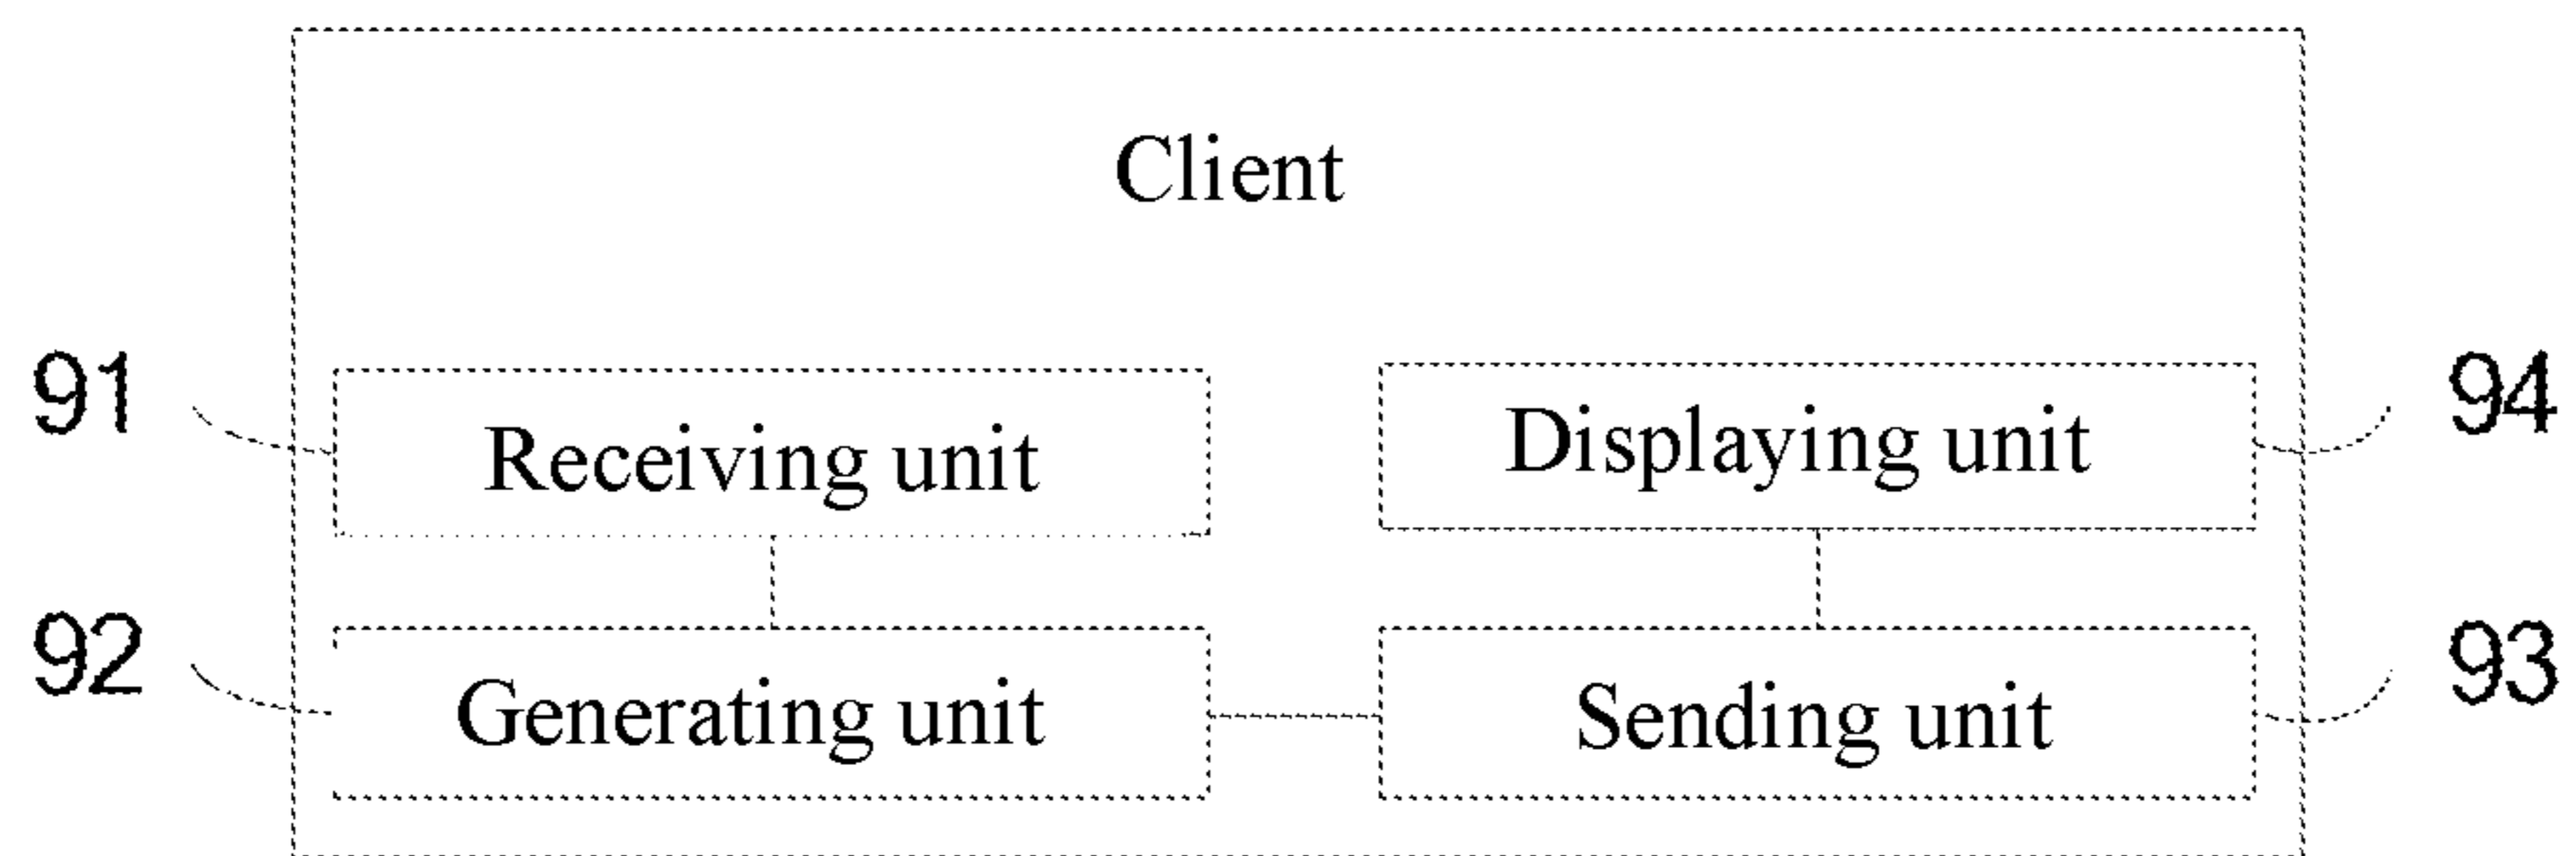 Client
91
Receiving unit
Displaying unit
94
92
Generating unit
Sending unit
93